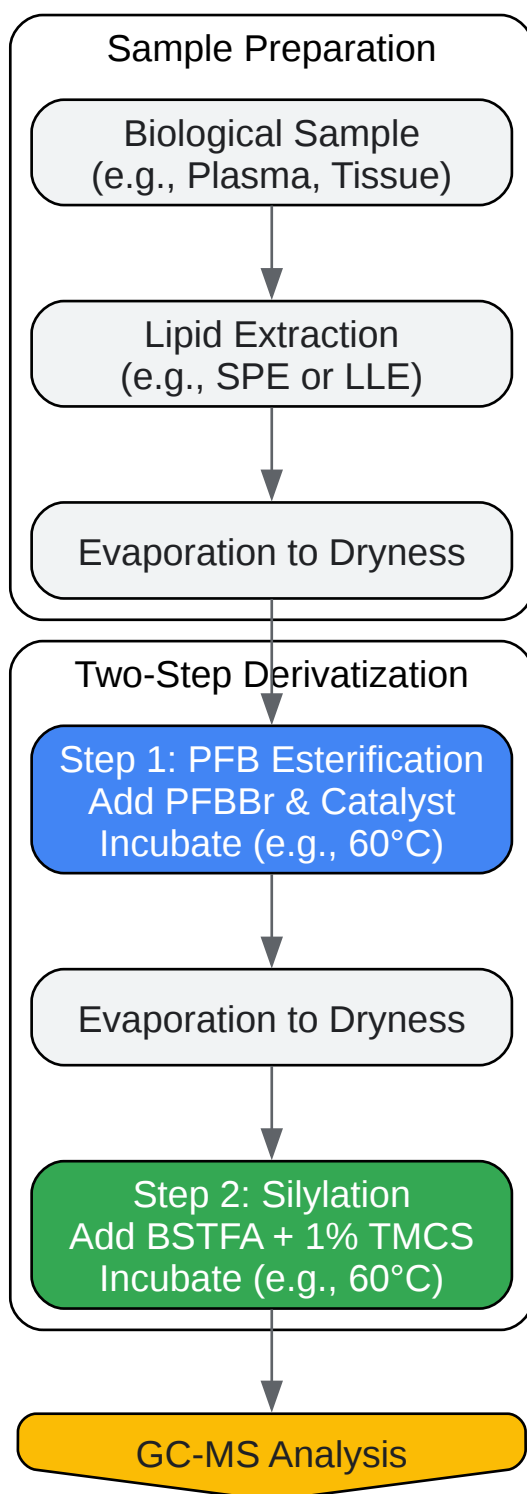 Sample Preparation
Biological Sample
(e.g., Plasma, Tissue)
Lipid Extraction
(e.g., SPE or LLE)
Evaporation to Dryness
Two-Step Derivatization
Step 1: PFB Esterification
Add PFBBr & Catalyst
Incubate (e.g., 60°C)
Evaporation to Dryness
Step 2: Silylation
Add BSTFA + 1% TMCS
Incubate (e.g., 60°C)
GC-MS Analysis